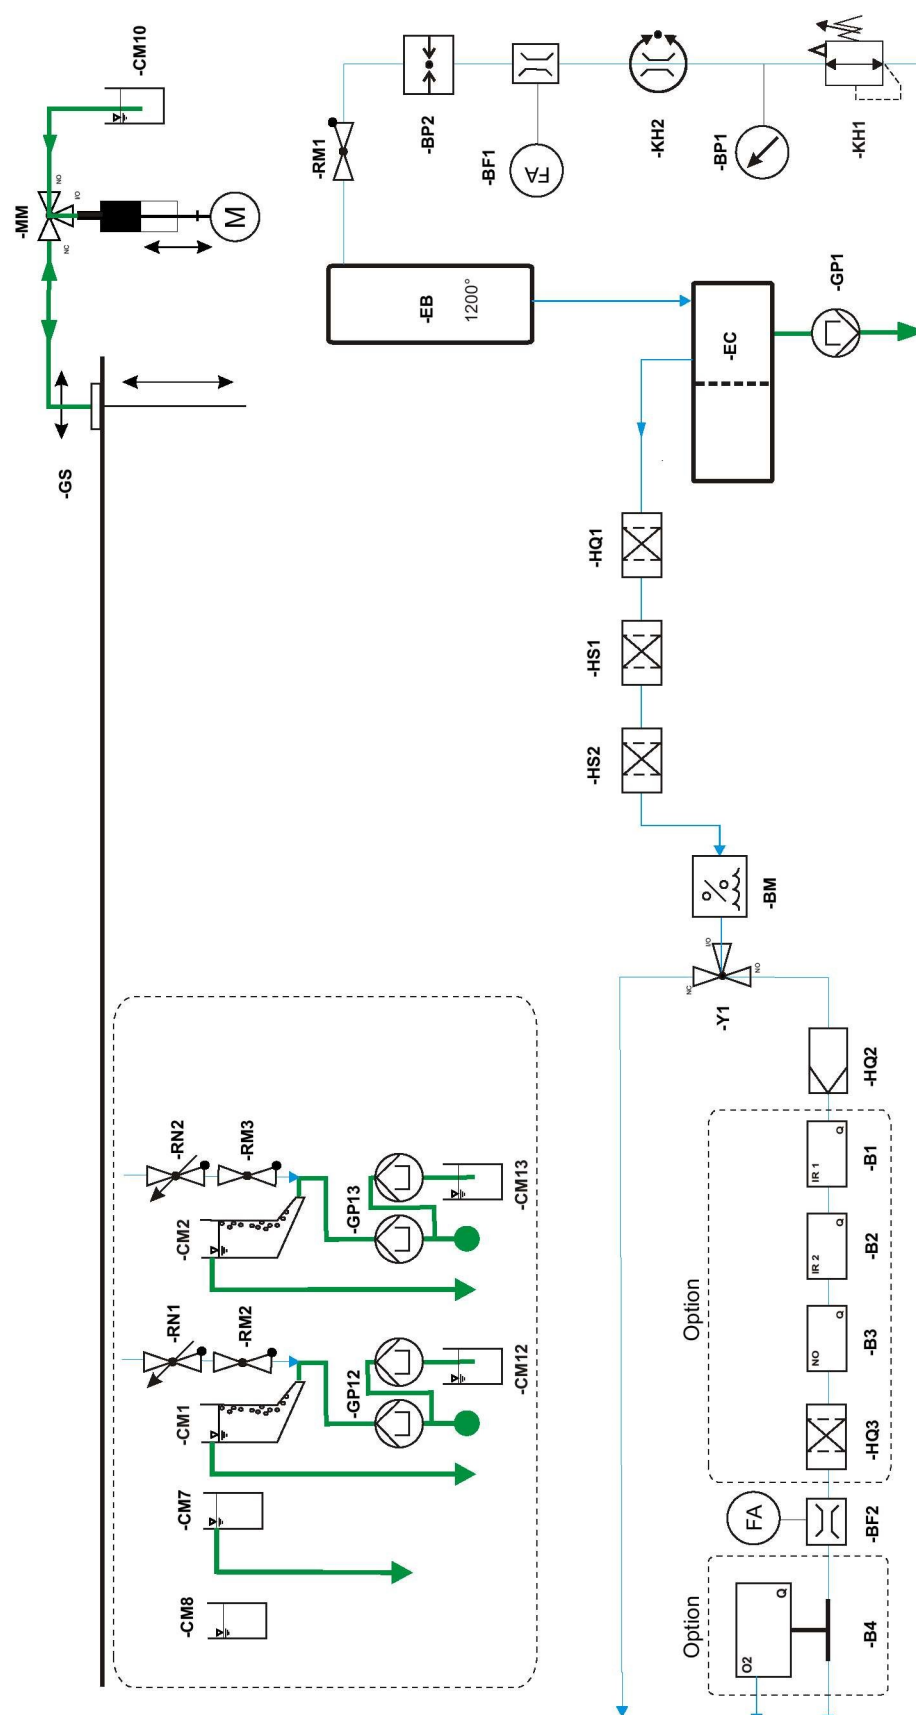 -CM10
-MM
NO
I/O
NC
M
-GS
-RM1
-BP2
-BF1
FA
-KH2
-BP1
-KH1
-EB
1200°
-EC
-GP1
-HQ1
-HS1
-HS2
%
-BM
I/O
NC
NO
-Y1
-HQ2
Option
IR 1
Q
-B1
IR 2
Q
-B2
NO
Q
-B3
-HQ3
FA
-BF2
Option
O2
Q
-B4
-RN2
-RM3
-CM2
-GP13
-CM13
-RN1
-RM2
-CM1
-GP12
-CM12
-CM7
-CM8